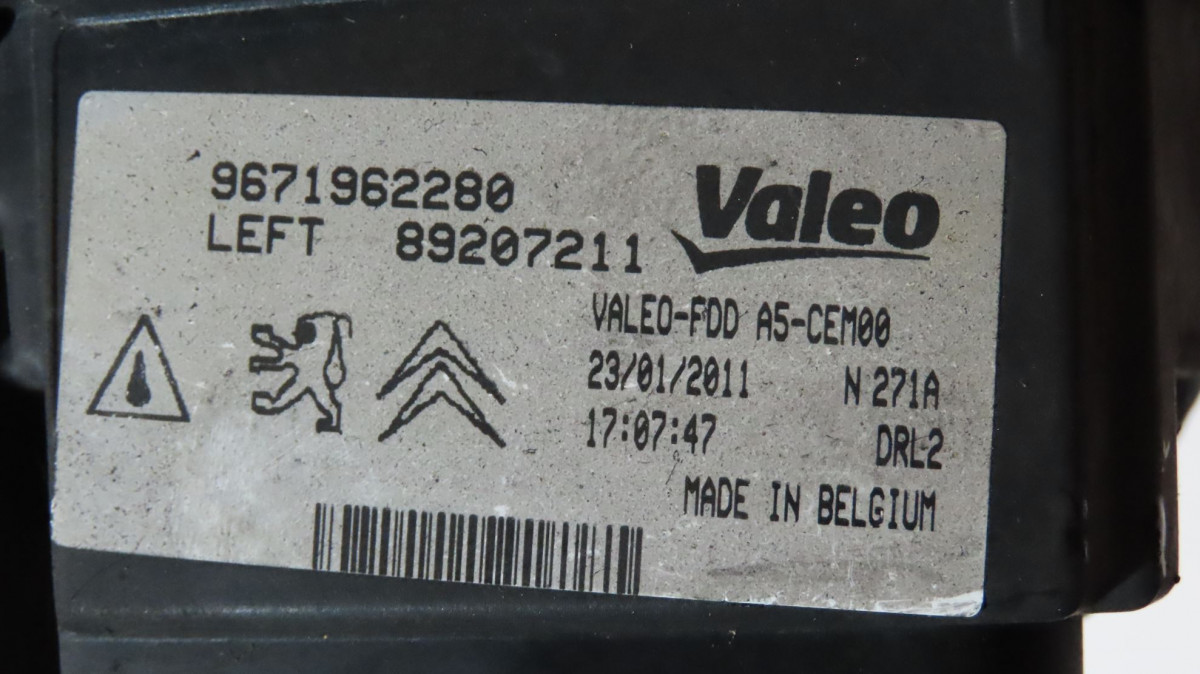 9671962280
LEFT 89207211
Valeo
VALEO-FDD A5-CEM00
23/01/2011 N 271A
17:07:47 DRL2
MADE IN BELGIUM